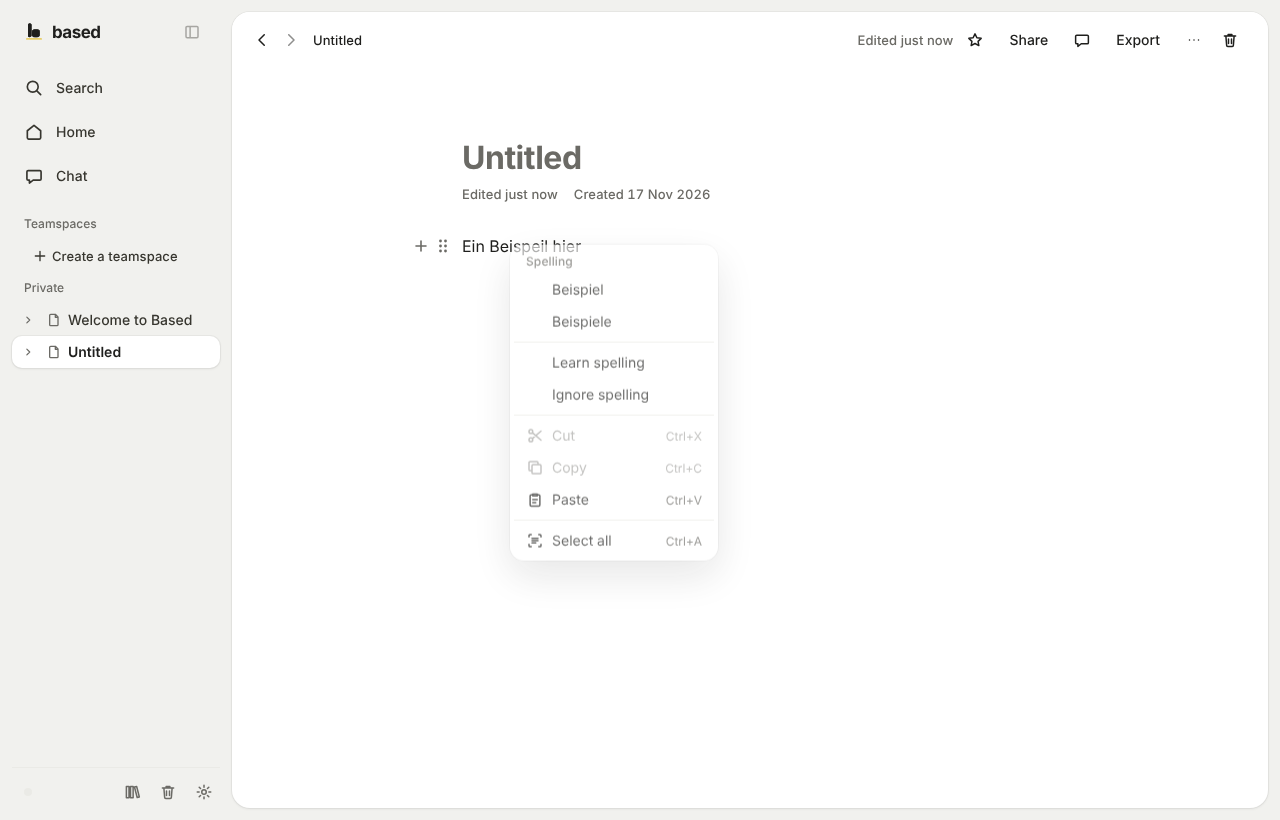 based
Search
Home
Chat
Teamspaces
Create a teamspace
Private
Welcome to Based
Untitled
Untitled
Edited just now
Share
Export
Untitled
Edited just now Created 17 Nov 2026
Ein Beispeil hier
Spelling
Beispiel
Beispiele
Learn spelling
Ignore spelling
Cut Ctrl+X
Copy Ctrl+C
Paste Ctrl+V
Select all Ctrl+A